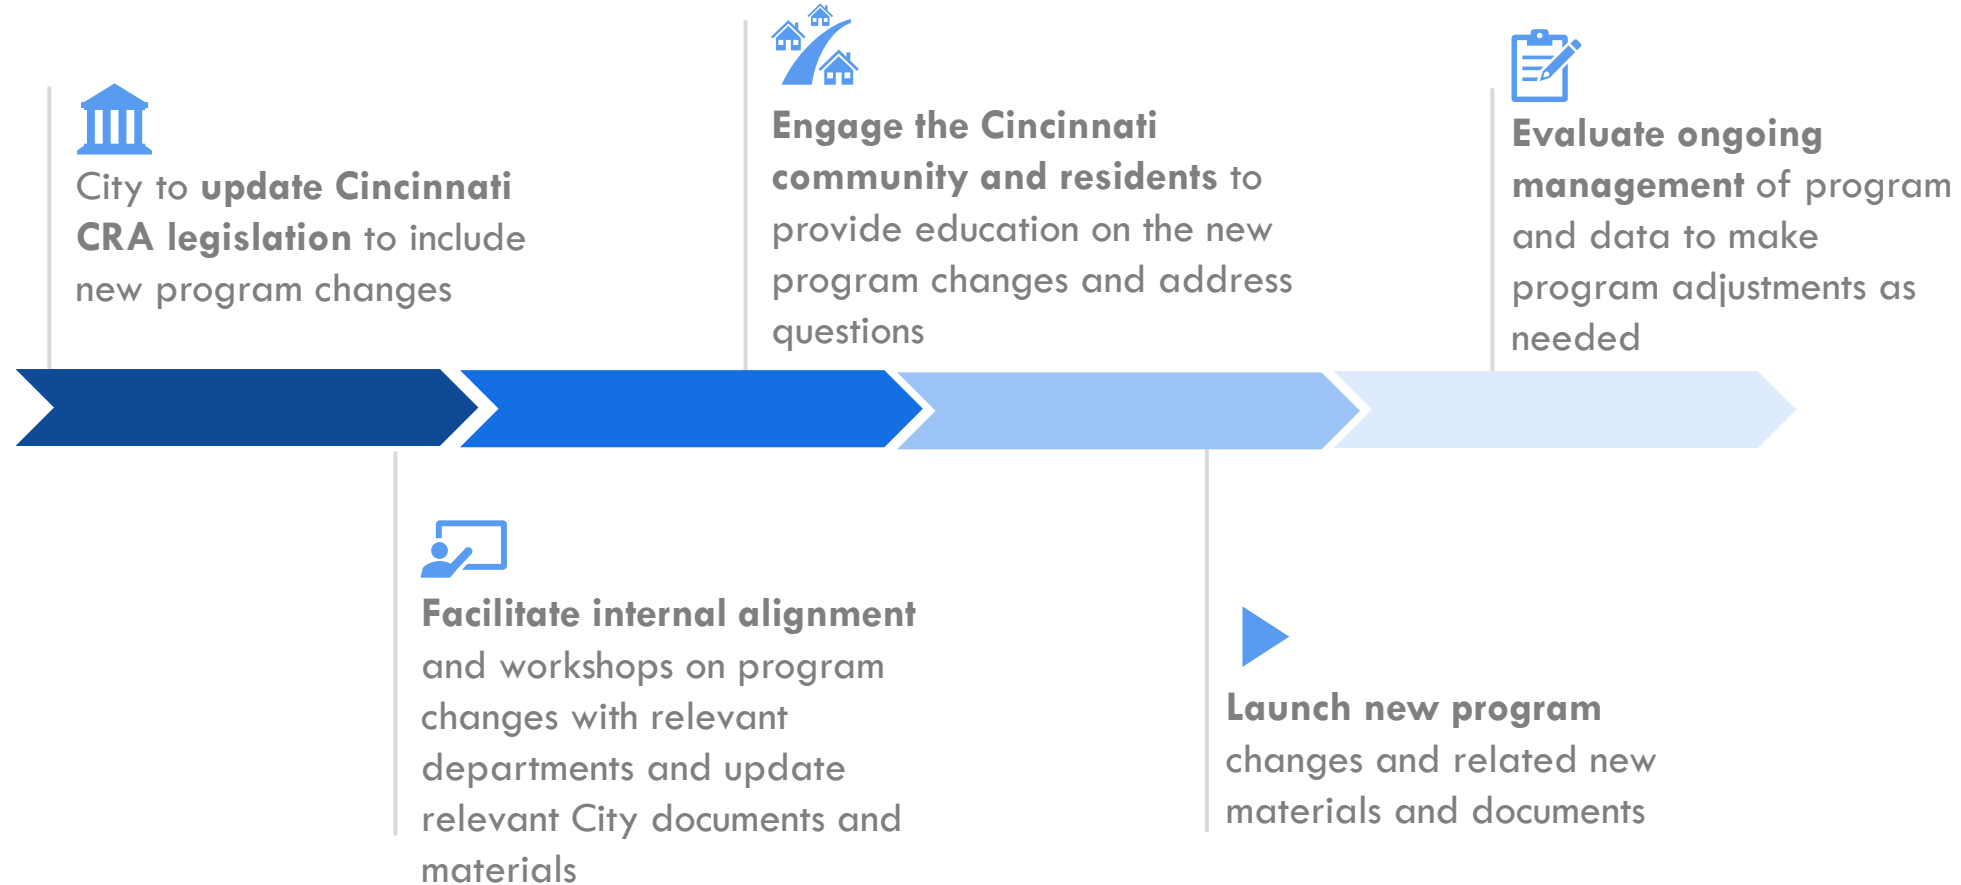 City to update Cincinnati
CRA legislation to include
new program changes
Facilitate internal alignment
and workshops on program
changes with relevant
departments and update
relevant City documents and
materials
Engage the Cincinnati
community and residents to
provide education on the new
program changes and address
questions
Launch new program
changes and related new
materials and documents
Evaluate ongoing
management of program
and data to make
program adjustments as
needed